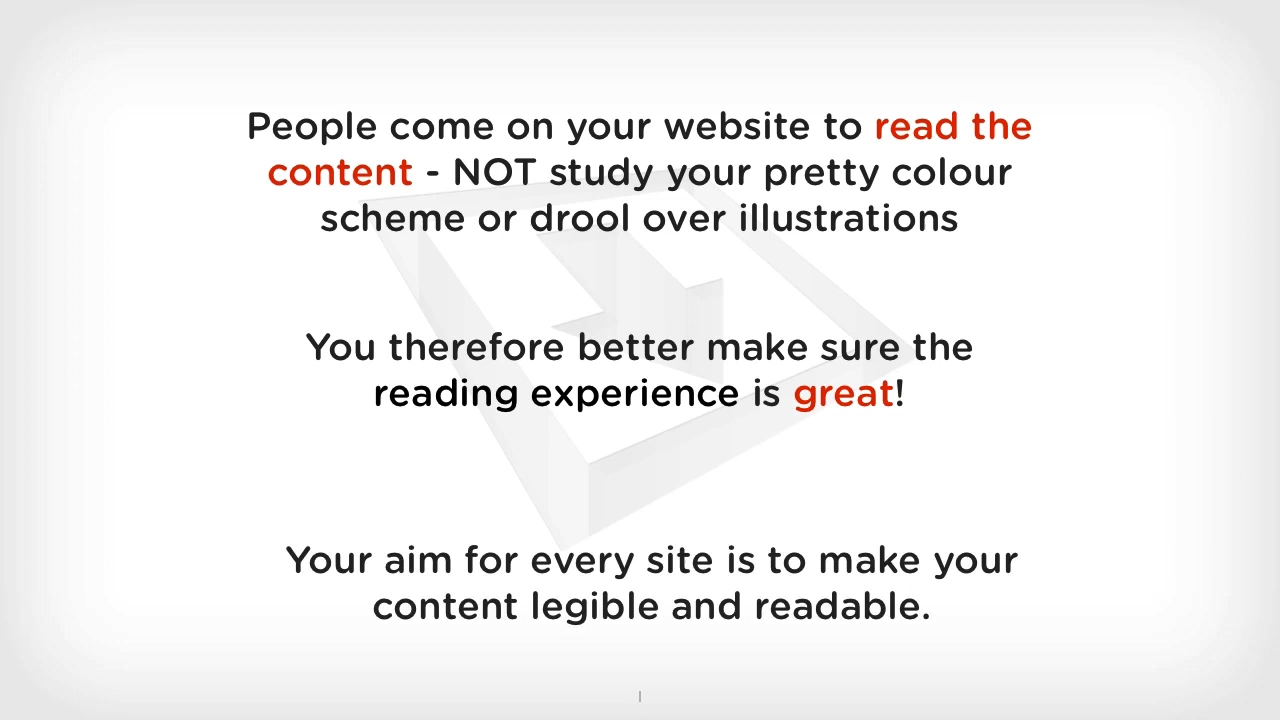 People come on your website to read the
content - NOT study your pretty colour
scheme or drool over illustrations
You therefore better make sure the
reading experience is great!
Your aim for every site is to make your
content legible and readable.